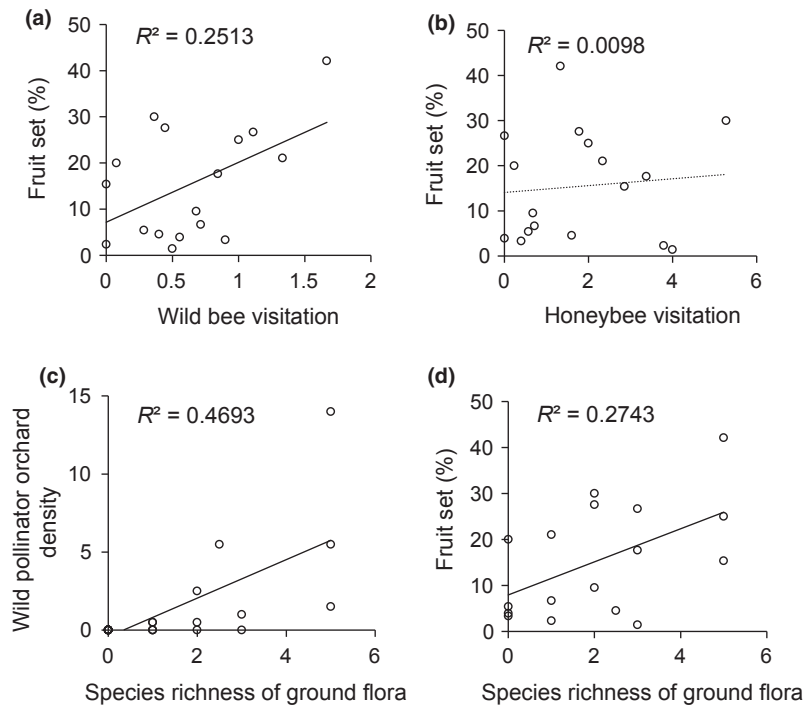 (a)
R² = 0.2513
Fruit set (%)
50
40
30
20
10
0
0 0.5 1 1.5 2
Wild bee visitation
(b)
R² = 0.0098
Fruit set (%)
50
40
30
20
10
0
0 2 4 6
Honeybee visitation
(c)
R² = 0.4693
Wild pollinator orchard
density
15
10
5
0
0 2 4 6
Species richness of ground flora
(d)
R² = 0.2743
Fruit set (%)
50
40
30
20
10
0
0 2 4 6
Species richness of ground flora